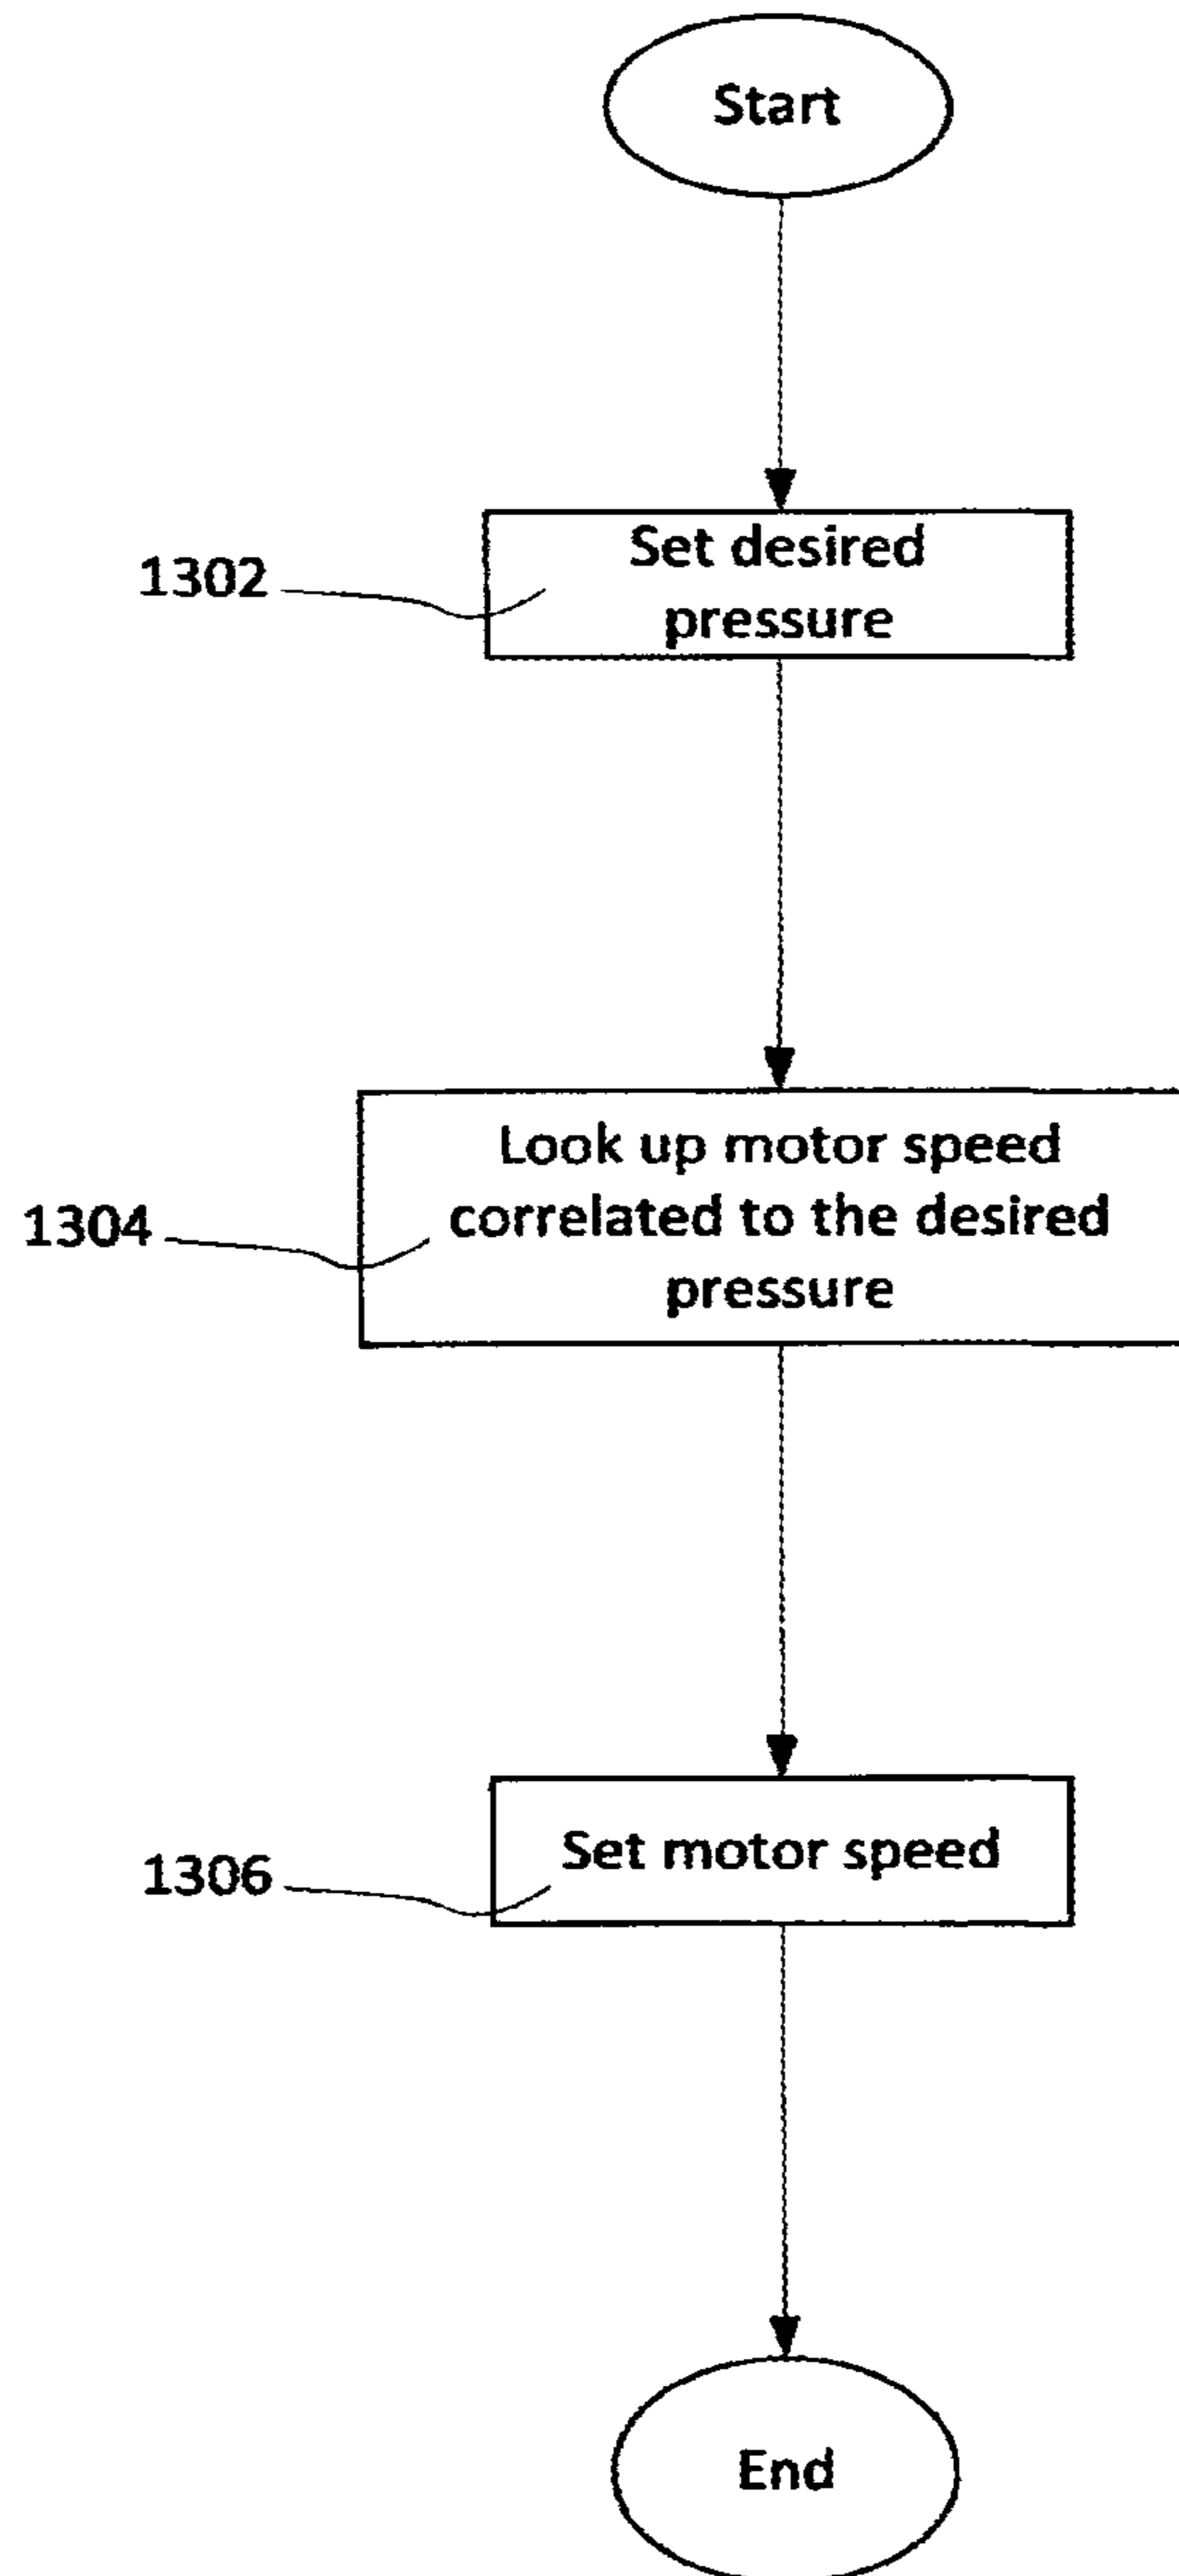 Start
1302
Set desired
pressure
1304
Look up motor speed
correlated to the desired
pressure
1306
Set motor speed
End